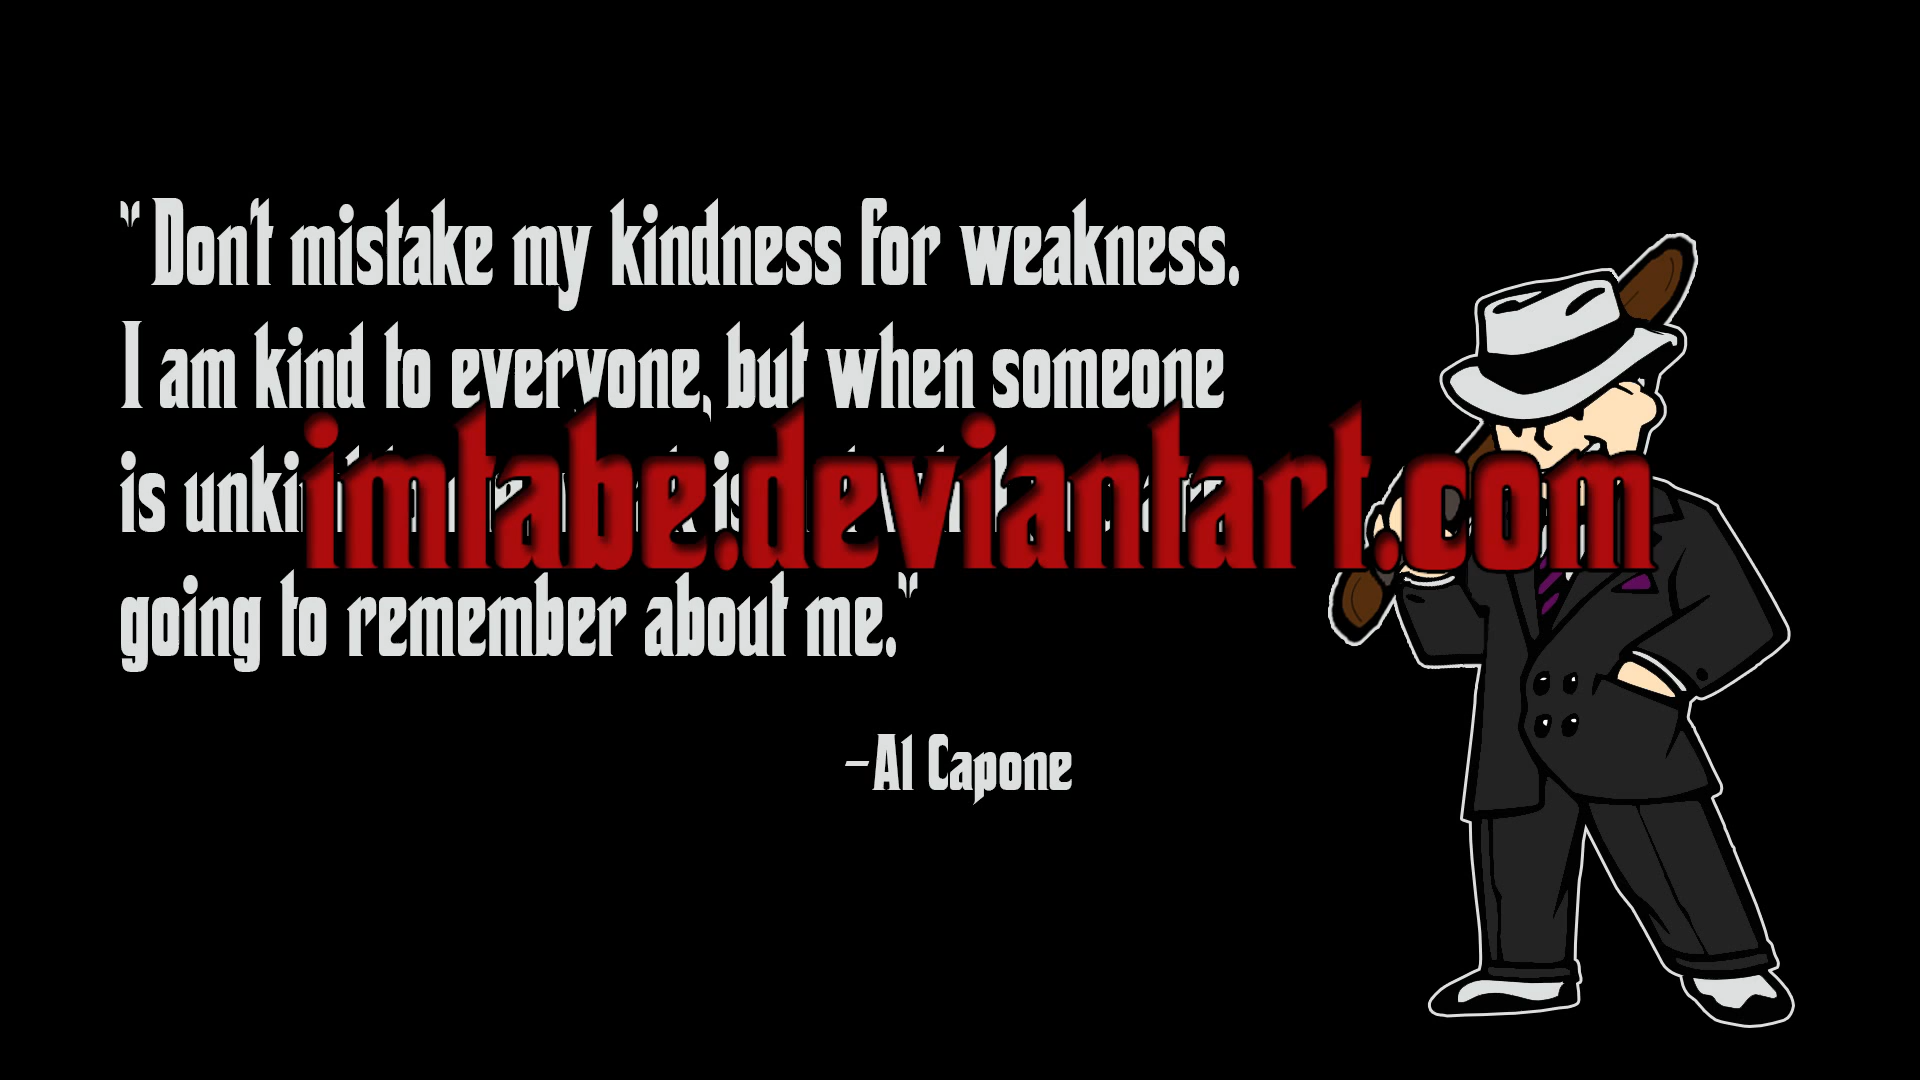 "Don't mistake my kindness for weakness.
I am kind to everyone, but when someone
is
imtabe.deviantart.com
going to remember about me."
-Al Capone